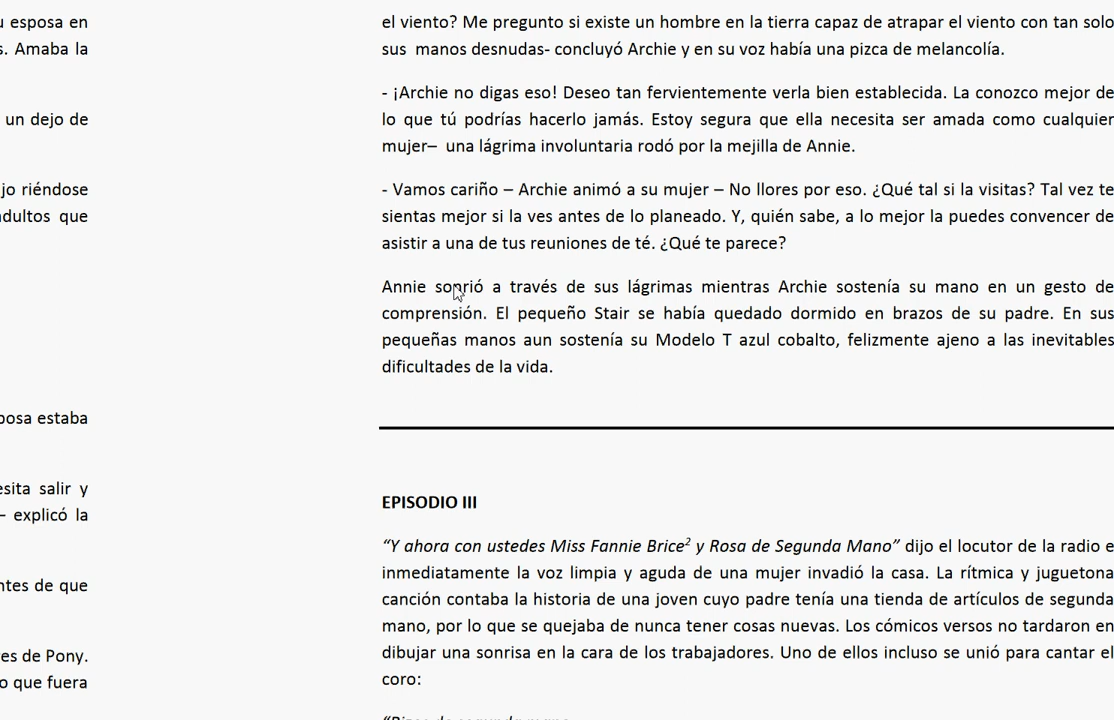 u esposa en
s. Amaba la
un dejo de
jo riéndose
adultos que
posa estaba
esita salir y
– explicó la
ntes de que
es de Pony.
o que fuera
el viento? Me pregunto si existe un hombre en la tierra capaz de atrapar el viento con tan solo
sus manos desnudas- concluyó Archie y en su voz había una pizca de melancolía.
- ¡Archie no digas eso! Deseo tan fervientemente verla bien establecida. La conozco mejor de
lo que tú podrías hacerlo jamás. Estoy segura que ella necesita ser amada como cualquier
mujer– una lágrima involuntaria rodó por la mejilla de Annie.
- Vamos cariño – Archie animó a su mujer – No llores por eso. ¿Qué tal si la visitas? Tal vez te
sientas mejor si la ves antes de lo planeado. Y, quién sabe, a lo mejor la puedes convencer de
asistir a una de tus reuniones de té. ¿Qué te parece?
Annie sonrió a través de sus lágrimas mientras Archie sostenía su mano en un gesto de
comprensión. El pequeño Stair se había quedado dormido en brazos de su padre. En sus
pequeñas manos aun sostenía su Modelo T azul cobalto, felizmente ajeno a las inevitables
dificultades de la vida.
EPISODIO III
“Y ahora con ustedes Miss Fannie Brice² y Rosa de Segunda Mano” dijo el locutor de la radio e
inmediatamente la voz limpia y aguda de una mujer invadió la casa. La rítmica y juguetona
canción contaba la historia de una joven cuyo padre tenía una tienda de artículos de segunda
mano, por lo que se quejaba de nunca tener cosas nuevas. Los cómicos versos no tardaron en
dibujar una sonrisa en la cara de los trabajadores. Uno de ellos incluso se unió para cantar el
coro: